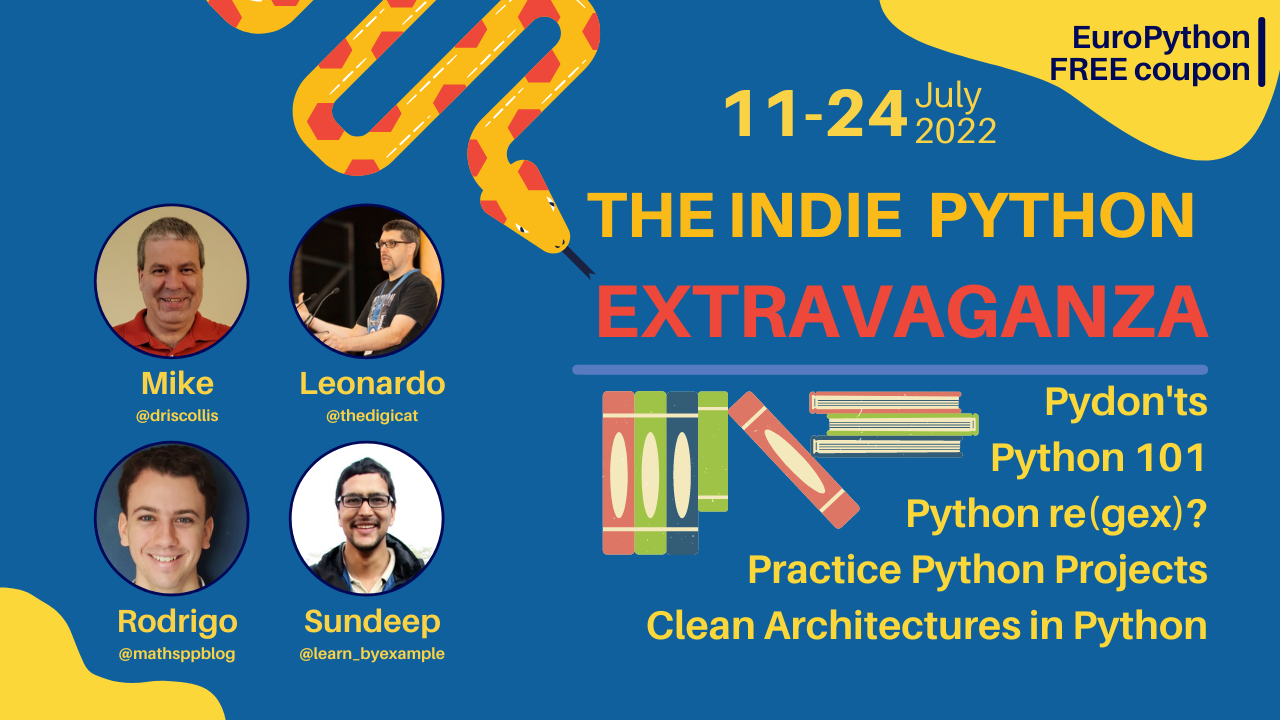 EuroPython
FREE coupon
11-24 July
2022
THE INDIE PYTHON
EXTRAVAGANZA
Mike
@driscollis
Leonardo
@thedigicat
Rodrigo
@mathsppblog
Sundeep
@learn_byexample
Pydon'ts
Python 101
Python re(gex)?
Practice Python Projects
Clean Architectures in Python